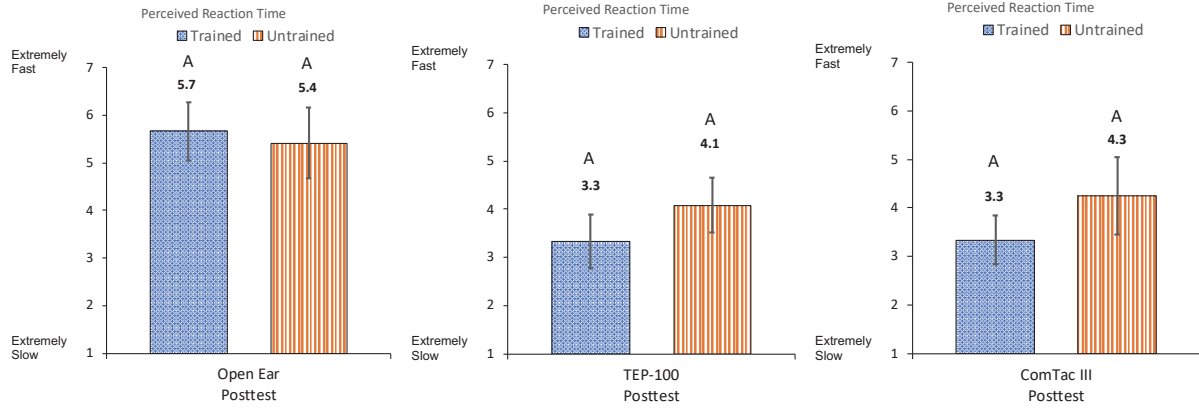 Perceived Reaction Time
Trained Untrained
Extremely
Fast
7
6
5
4
3
2
1
Extremely
Slow
A
5.7
A
5.4
Open Ear
Posttest
Perceived Reaction Time
Trained Untrained
Extremely
Fast
7
6
5
4
3
2
1
Extremely
Slow
A
3.3
A
4.1
TEP-100
Posttest
Perceived Reaction Time
Trained Untrained
Extremely
Fast
7
6
5
4
3
2
1
Extremely
Slow
A
3.3
A
4.3
ComTac III
Posttest